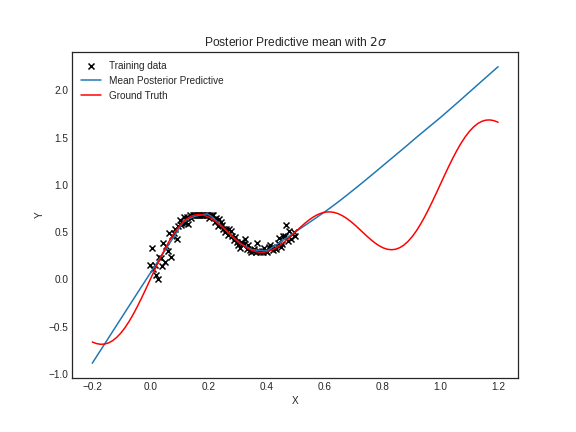 Posterior Predictive mean with 2σ
Training data
Mean Posterior Predictive
Ground Truth
Y
2.0
1.5
1.0
0.5
0.0
−0.5
−1.0
−0.2 0.0 0.2 0.4 0.6 0.8 1.0 1.2
X